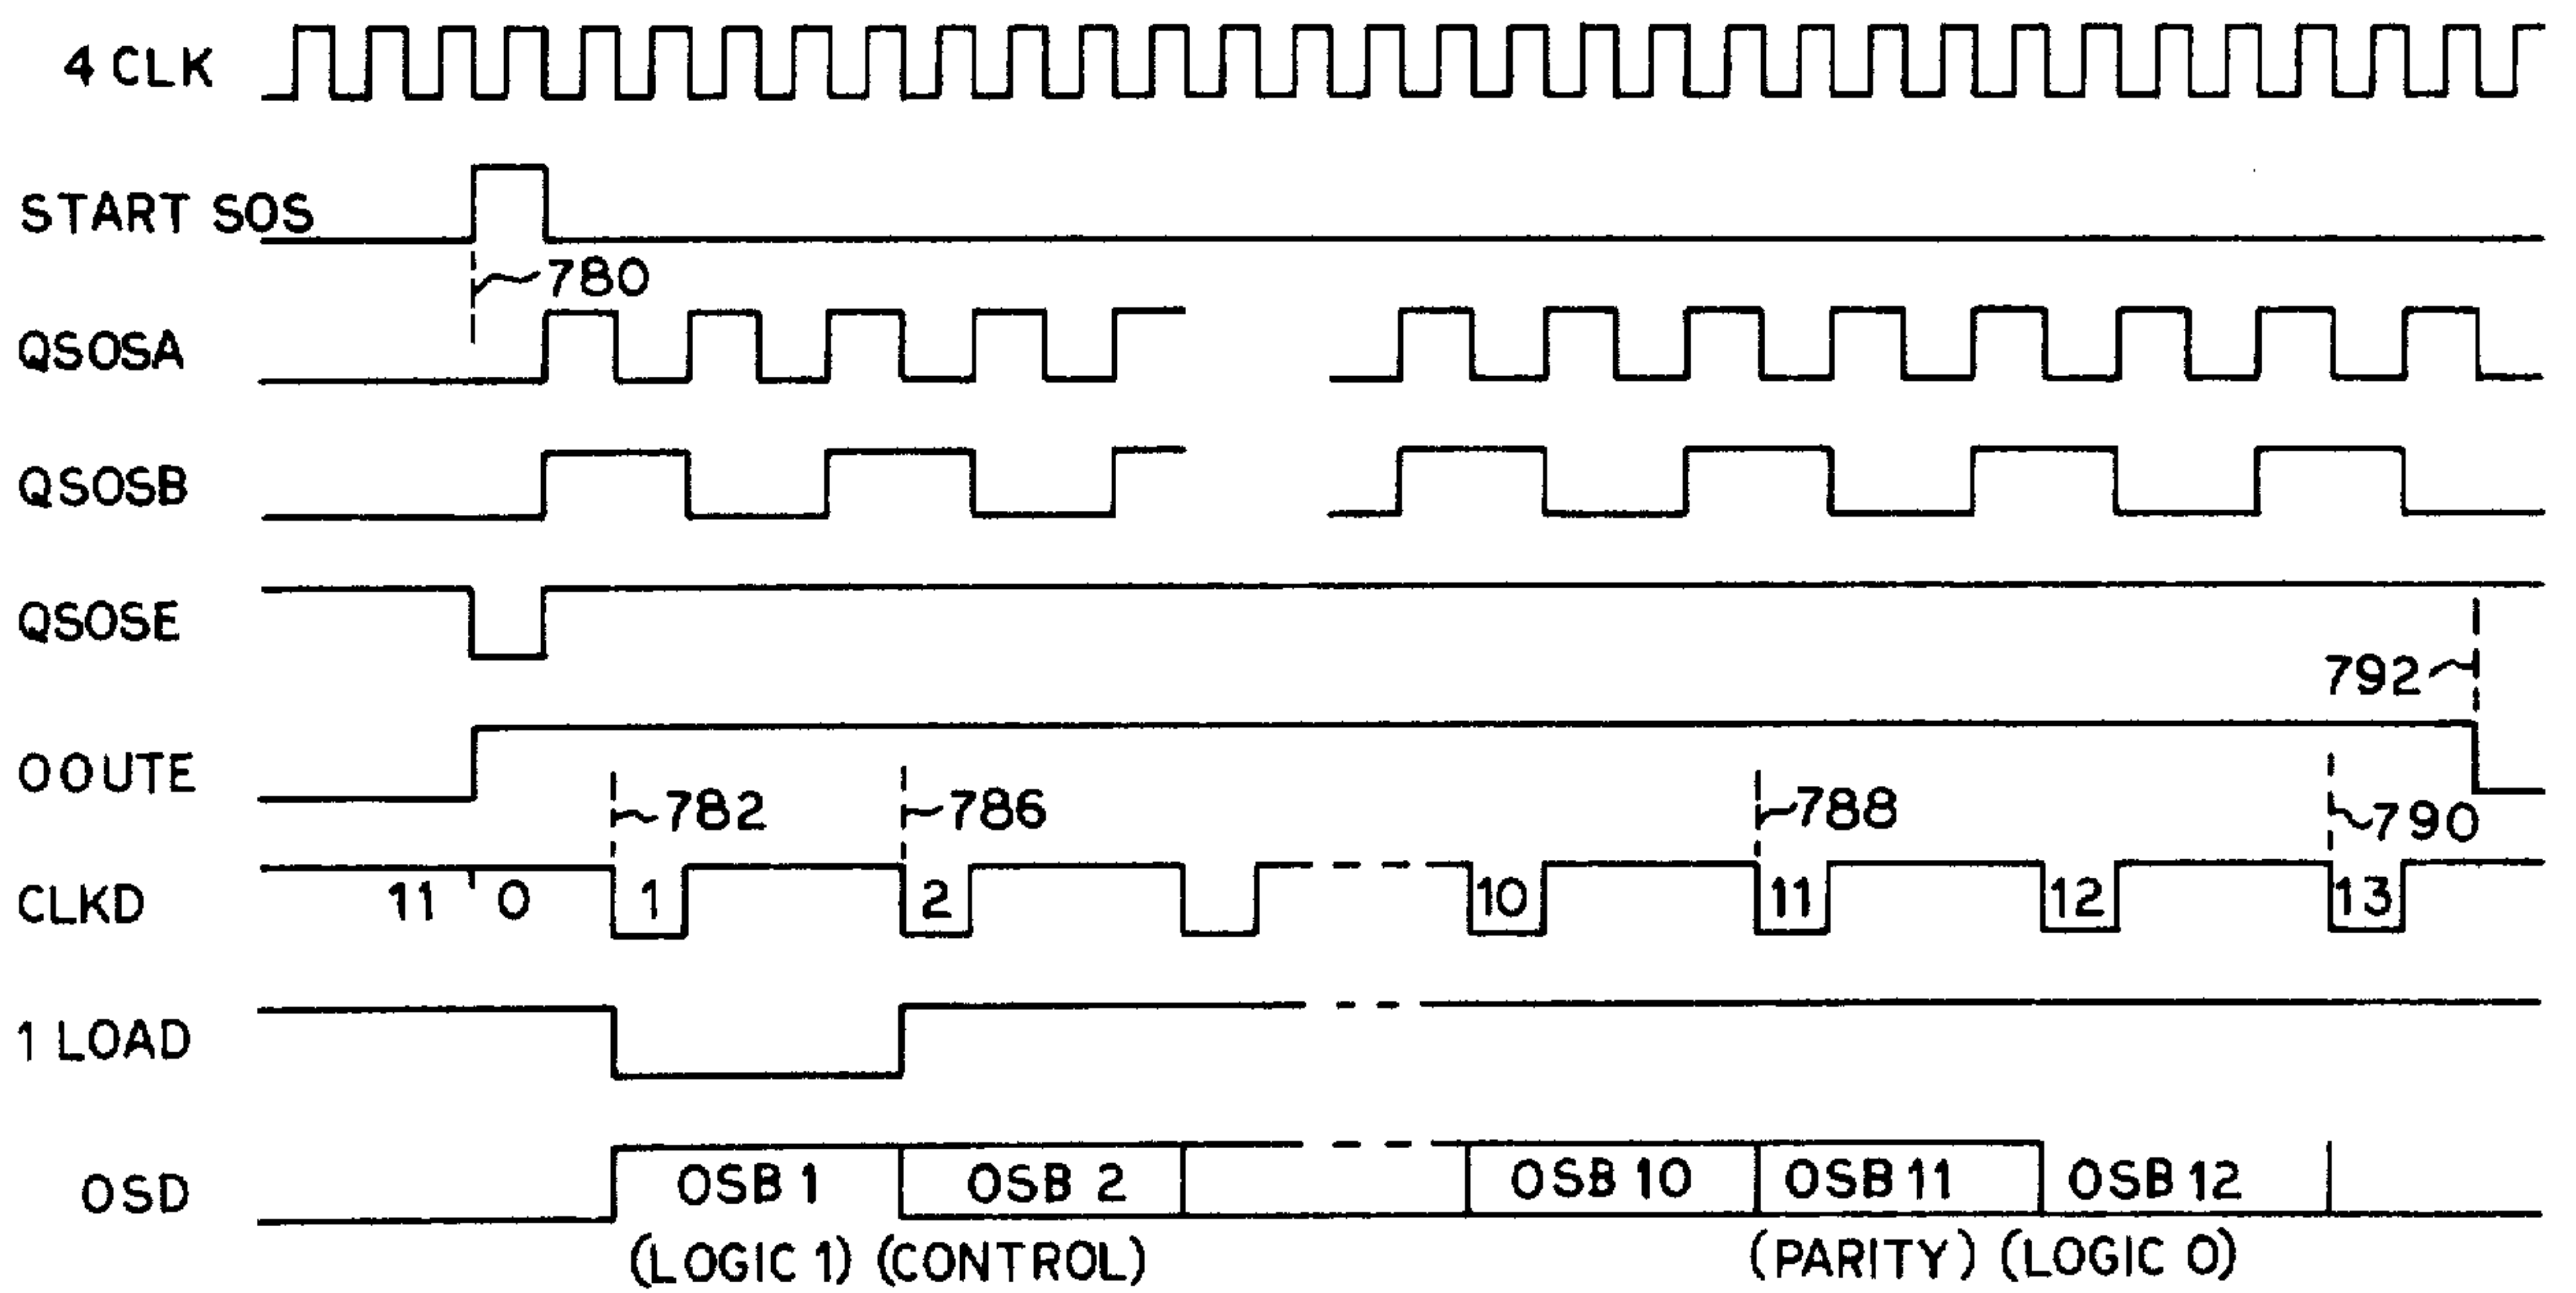 4 CLK
START SOS
780
QSOSA
QSOSB
QSOSE
792
OOUTE
782 786 788 790
CLKD 11 0 1 2 10 11 12 13
1 LOAD
OSD OSB 1 OSB 2 OSB 10 OSB 11 OSB 12
(LOGIC 1) (CONTROL) (PARITY) (LOGIC 0)